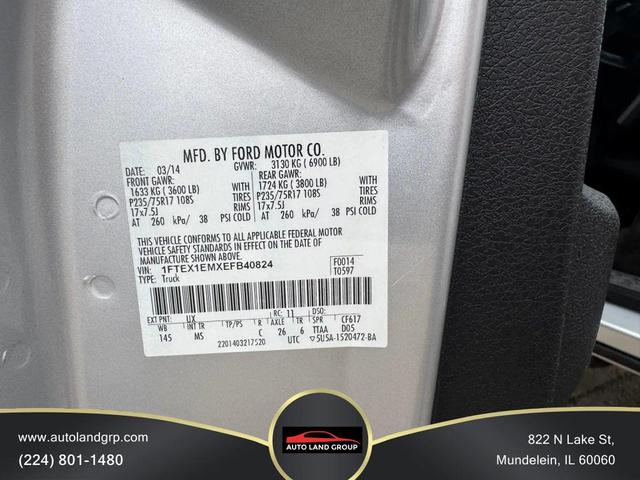 MFD. BY FORD MOTOR CO.
03/14 GVWR: 3130 KG ( 6900 LB)
FRONT GAWR: REAR GAWR:
1633 KG ( 3600 LB) WITH 1724 KG ( 3800 LB) WITH
P235/75R17 108S TIRES P235/75R17 108S TIRES
17x7.5J RIMS 17x7.5J RIMS
AT 260 kPa/ 38 PSI COLD AT 260 kPa/ 38 PSI COLD
THIS VEHICLE CONFORMS TO ALL APPLICABLE FEDERAL MOTOR
VEHICLE SAFETY STANDARDS IN EFFECT ON THE DATE OF
MANUFACTURE SHOWN ABOVE.
VIN: 1FTEX1EMXEFB40824 F0014
TYPE: Truck T0597
EXT PNT: UX RC: 11 DSO:
WB INT TR TP/PS R AXLE TR SPR CF617
145 MS C 26 6 TTAA D05
2201403217520 UTC ▽5U5A-1520472-BA
www.autolandgrp.com
(224) 801-1480
AUTO LAND GROUP
822 N Lake St,
Mundelein, IL 60060